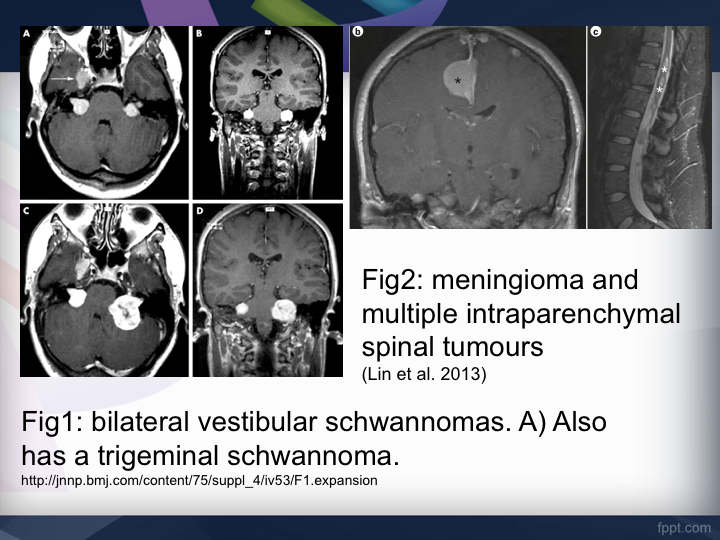 A
B
b
c
*
*
*
C
D
Fig2: meningioma and
multiple intraparenchymal
spinal tumours
(Lin et al. 2013)
Fig1: bilateral vestibular schwannomas. A) Also
has a trigeminal schwannoma.
http://jnnp.bmj.com/content/75/suppl_4/iv53/F1.expansion
fppt.com